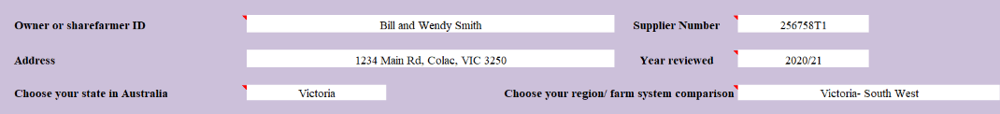 Owner or sharefarmer ID Bill and Wendy Smith Supplier Number 256758T1
Address 1234 Main Rd, Colac, VIC 3250 Year reviewed 2020/21
Choose your state in Australia Victoria Choose your region/ farm system comparison Victoria- South West